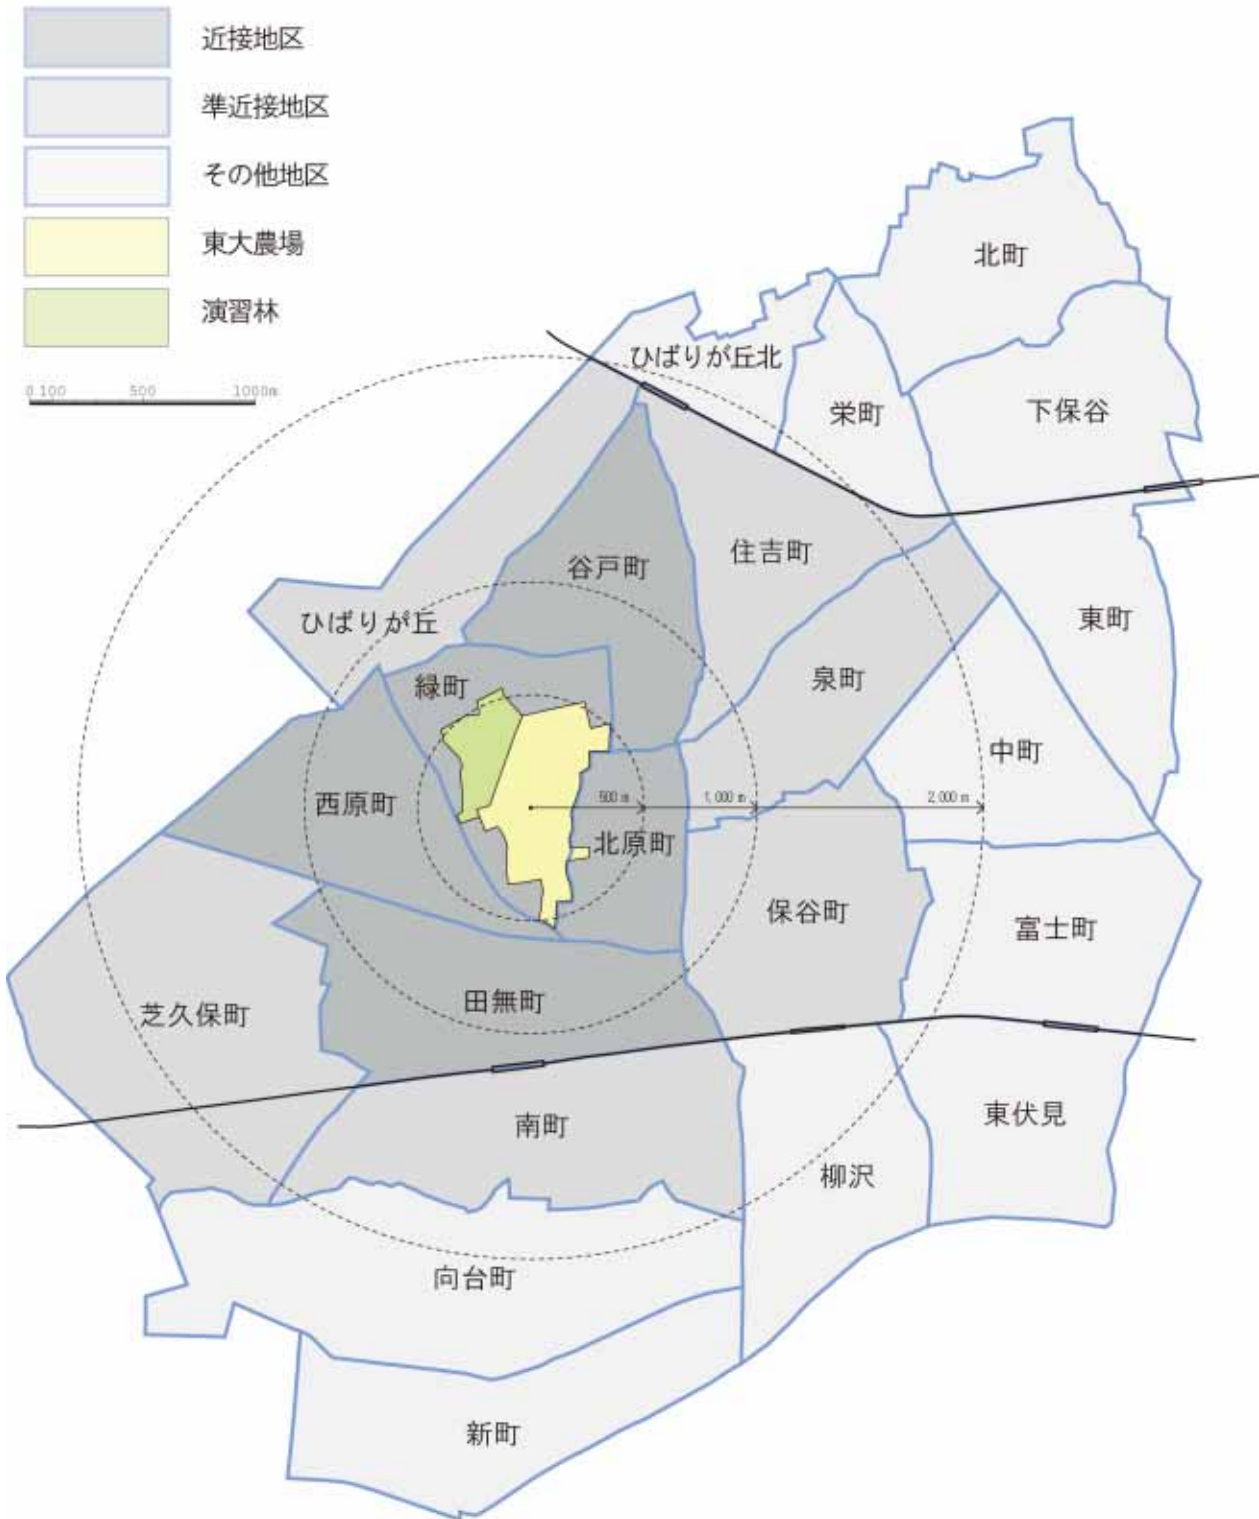 近接地区
準近接地区
その他地区
東大農場
演習林
0 100 500 1000m
北町
ひばりが丘北
栄町
下保谷
谷戸町
住吉町
ひばりが丘
東町
泉町
緑町
中町
西原町
500 m
1,000 m
2,000 m
北原町
保谷町
富士町
田無町
芝久保町
南町
東伏見
柳沢
向台町
新町